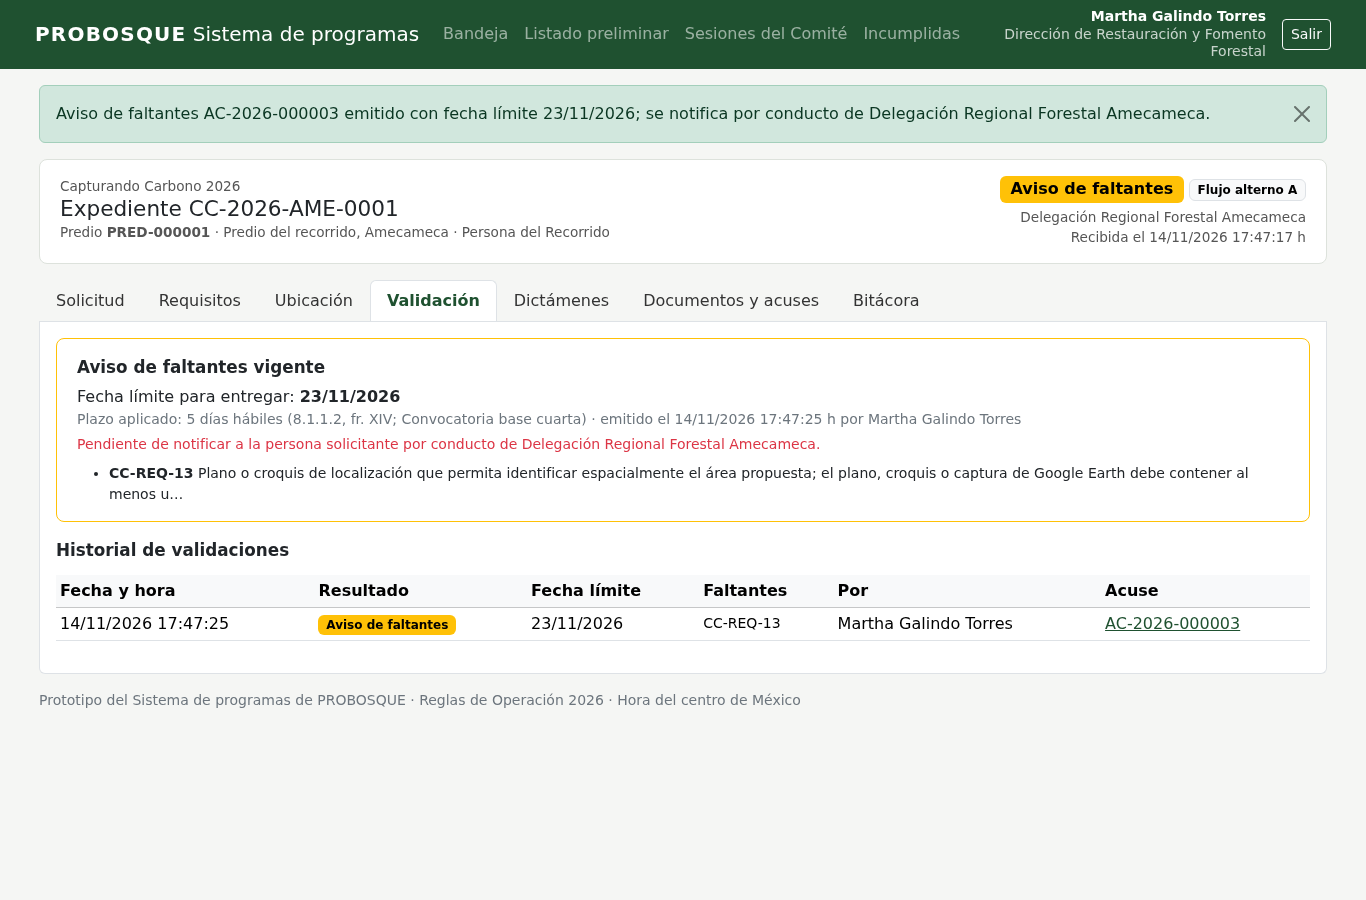 PROBOSQUE Sistema de programas
Bandeja
Listado preliminar
Sesiones del Comité
Incumplidas
Martha Galindo Torres
Dirección de Restauración y Fomento
Forestal
Salir
Aviso de faltantes AC-2026-000003 emitido con fecha límite 23/11/2026; se notifica por conducto de Delegación Regional Forestal Amecameca.
Capturando Carbono 2026
Expediente CC-2026-AME-0001
Predio PRED-000001 · Predio del recorrido, Amecameca · Persona del Recorrido
Aviso de faltantes
Flujo alterno A
Delegación Regional Forestal Amecameca
Recibida el 14/11/2026 17:47:17 h
Solicitud
Requisitos
Ubicación
Validación
Dictámenes
Documentos y acuses
Bitácora
Aviso de faltantes vigente
Fecha límite para entregar: 23/11/2026
Plazo aplicado: 5 días hábiles (8.1.1.2, fr. XIV; Convocatoria base cuarta) · emitido el 14/11/2026 17:47:25 h por Martha Galindo Torres
Pendiente de notificar a la persona solicitante por conducto de Delegación Regional Forestal Amecameca.
• CC-REQ-13 Plano o croquis de localización que permita identificar espacialmente el área propuesta; el plano, croquis o captura de Google Earth debe contener al
menos u…
Historial de validaciones
Fecha y hora Resultado Fecha límite Faltantes Por Acuse
14/11/2026 17:47:25 Aviso de faltantes 23/11/2026 CC-REQ-13 Martha Galindo Torres AC-2026-000003
Prototipo del Sistema de programas de PROBOSQUE · Reglas de Operación 2026 · Hora del centro de México